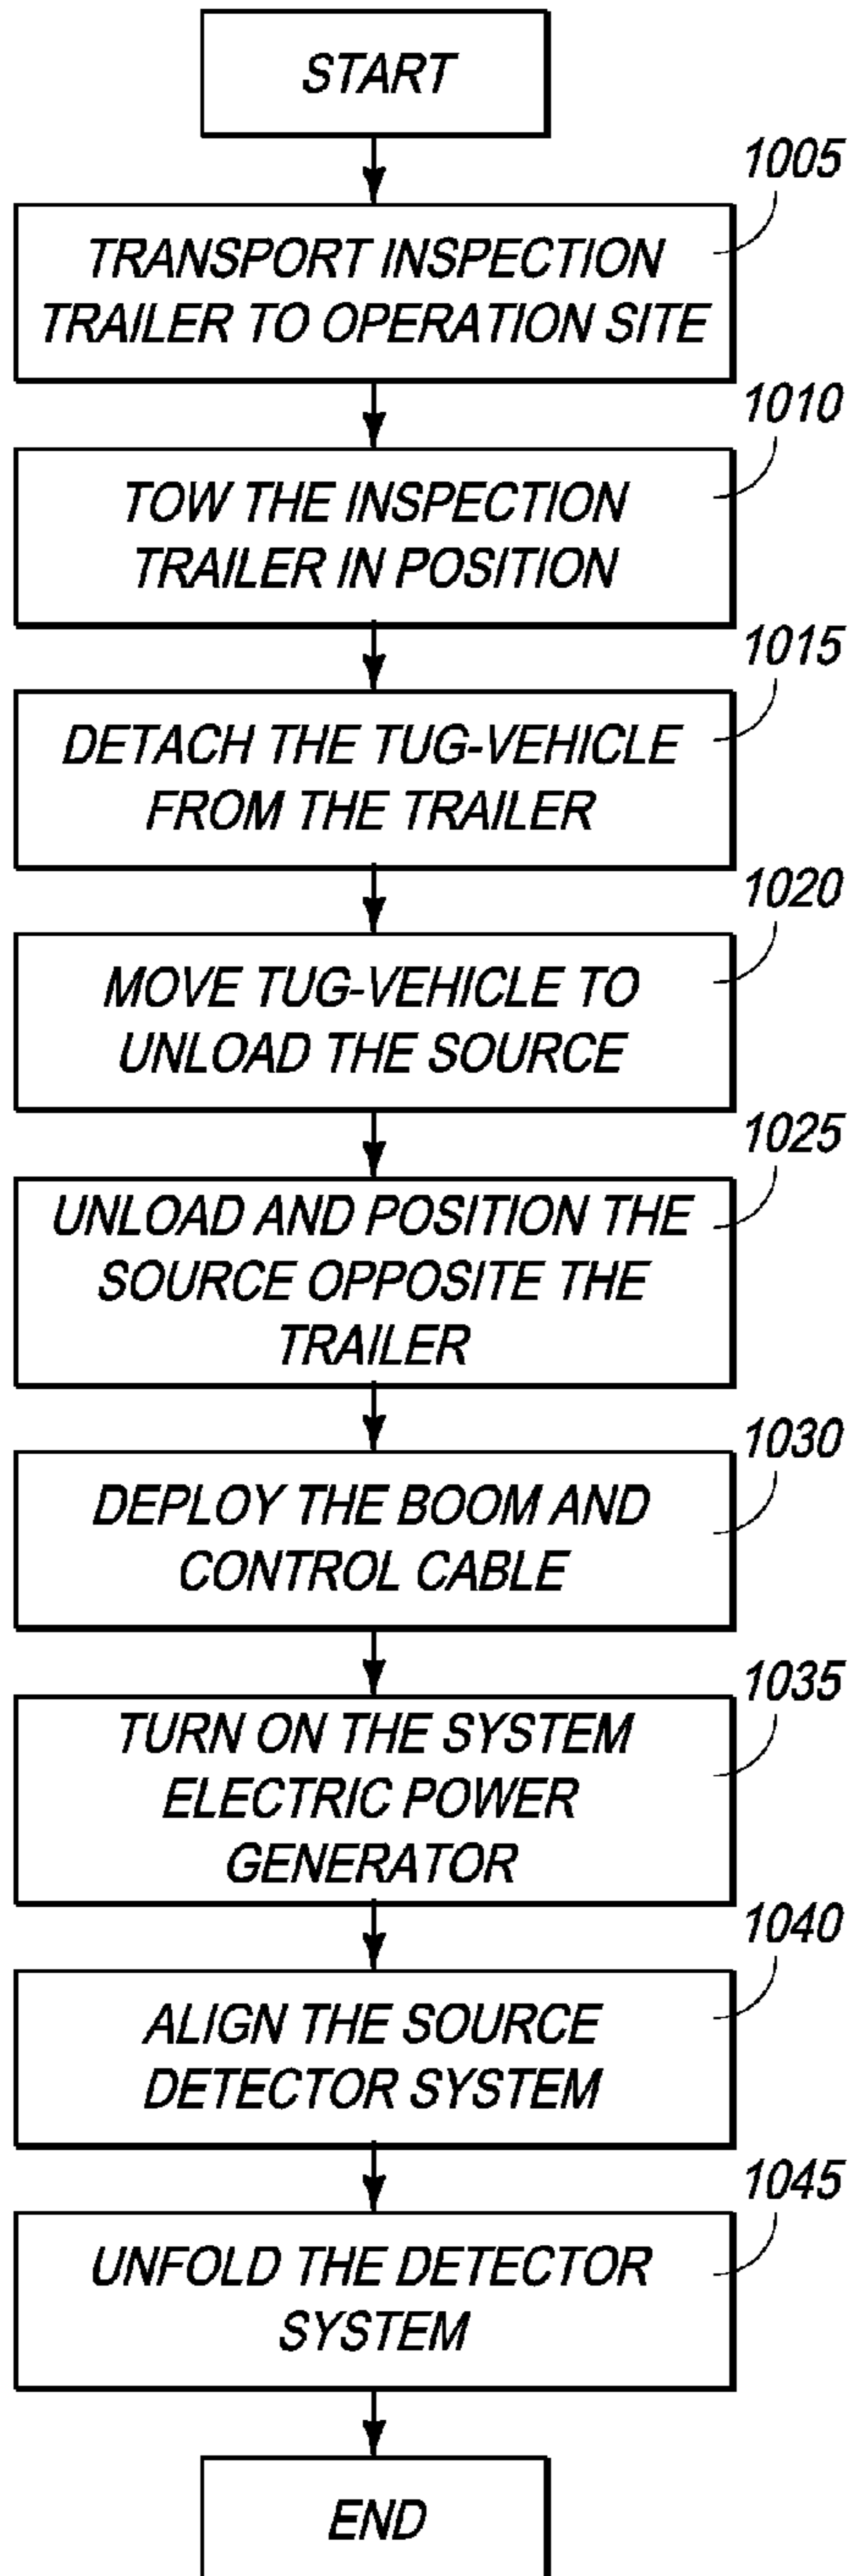 START
1005
TRANSPORT INSPECTION
TRAILER TO OPERATION SITE
1010
TOW THE INSPECTION
TRAILER IN POSITION
1015
DETACH THE TUG-VEHICLE
FROM THE TRAILER
1020
MOVE TUG-VEHICLE TO
UNLOAD THE SOURCE
1025
UNLOAD AND POSITION THE
SOURCE OPPOSITE THE
TRAILER
1030
DEPLOY THE BOOM AND
CONTROL CABLE
1035
TURN ON THE SYSTEM
ELECTRIC POWER
GENERATOR
1040
ALIGN THE SOURCE
DETECTOR SYSTEM
1045
UNFOLD THE DETECTOR
SYSTEM
END